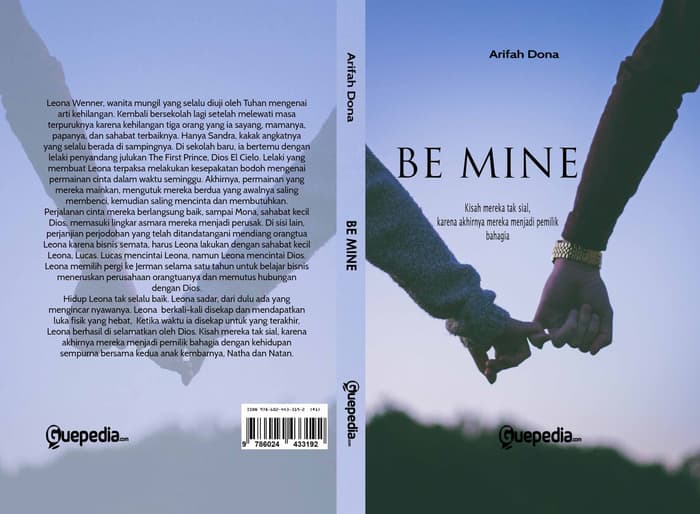 Leona Wenner, wanita mungil yang selalu diuji oleh Tuhan mengenai
arti kehilangan. Kembali bersekolah lagi setelah melewati masa
terpuruknya karena kehilangan tiga orang yang ia sayang, mamanya,
papanya, dan sahabat terbaiknya. Hanya Sandra, kakak angkatnya
yang selalu berada di sampingnya. Di sekolah baru, ia bertemu dengan
lelaki penyandang julukan The First Prince, Dios El Cielo. Lelaki yang
membuat Leona terpaksa melakukan kesepakatan bodoh mengenai
permainan cinta dalam waktu seminggu. Akhirnya, permainan yang
mereka mainkan, mengutuk mereka berdua yang awalnya saling
membenci, kemudian saling mencinta dan membutuhkan.
Perjalanan cinta mereka berlangsung baik, sampai Mona, sahabat kecil
Dios, memasuki lingkar asmara mereka menjadi perusak. Di sisi lain,
perjanjian perjodohan yang telah ditandatangani mendiang orangtua
Leona karena bisnis semata, harus Leona lakukan dengan sahabat kecil
Leona, Lucas. Lucas mencintai Leona, namun Leona mencintai Dios.
Leona memilih pergi ke Jerman selama satu tahun untuk belajar bisnis
meneruskan perusahaan orangtuanya dan memutus hubungan
dengan Dios.
Hidup Leona tak selalu baik. Leona sadar, dari dulu ada yang
mengincar nyawanya. Leona berkali-kali disekap dan mendapatkan
luka fisik yang hebat, Ketika waktu ia disekap untuk yang terakhir,
Leona berhasil di selamatkan oleh Dios. Kisah mereka tak sial, karena
akhirnya mereka menjadi pemilik bahagia dengan kehidupan
sempurna bersama kedua anak kembarnya, Natha dan Natan.
Guepedia.com
ISBN 978-602-443-319-2 (91)
9 786024 433192
Arifah Dona
BE MINE
Guepedia.com
Arifah Dona
BE MINE
Kisah mereka tak sial,
karena akhirnya mereka menjadi pemilik
bahagia
Guepedia.com